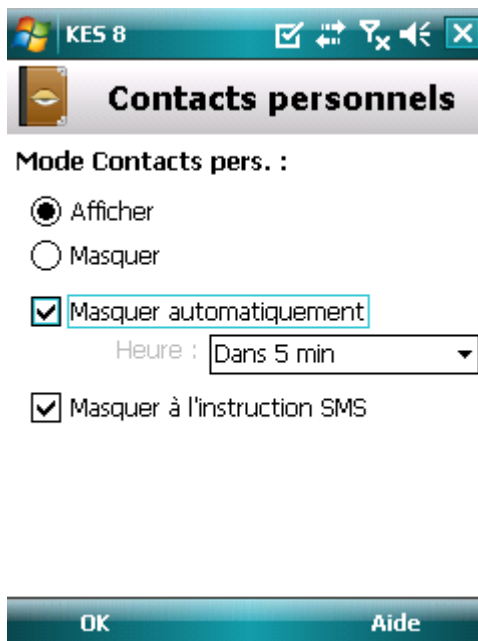 KES 8
Contacts personnels
Mode Contacts pers. :
Afficher
Masquer
Masquer automatiquement
Heure : Dans 5 min
Masquer à l'instruction SMS
OK Aide